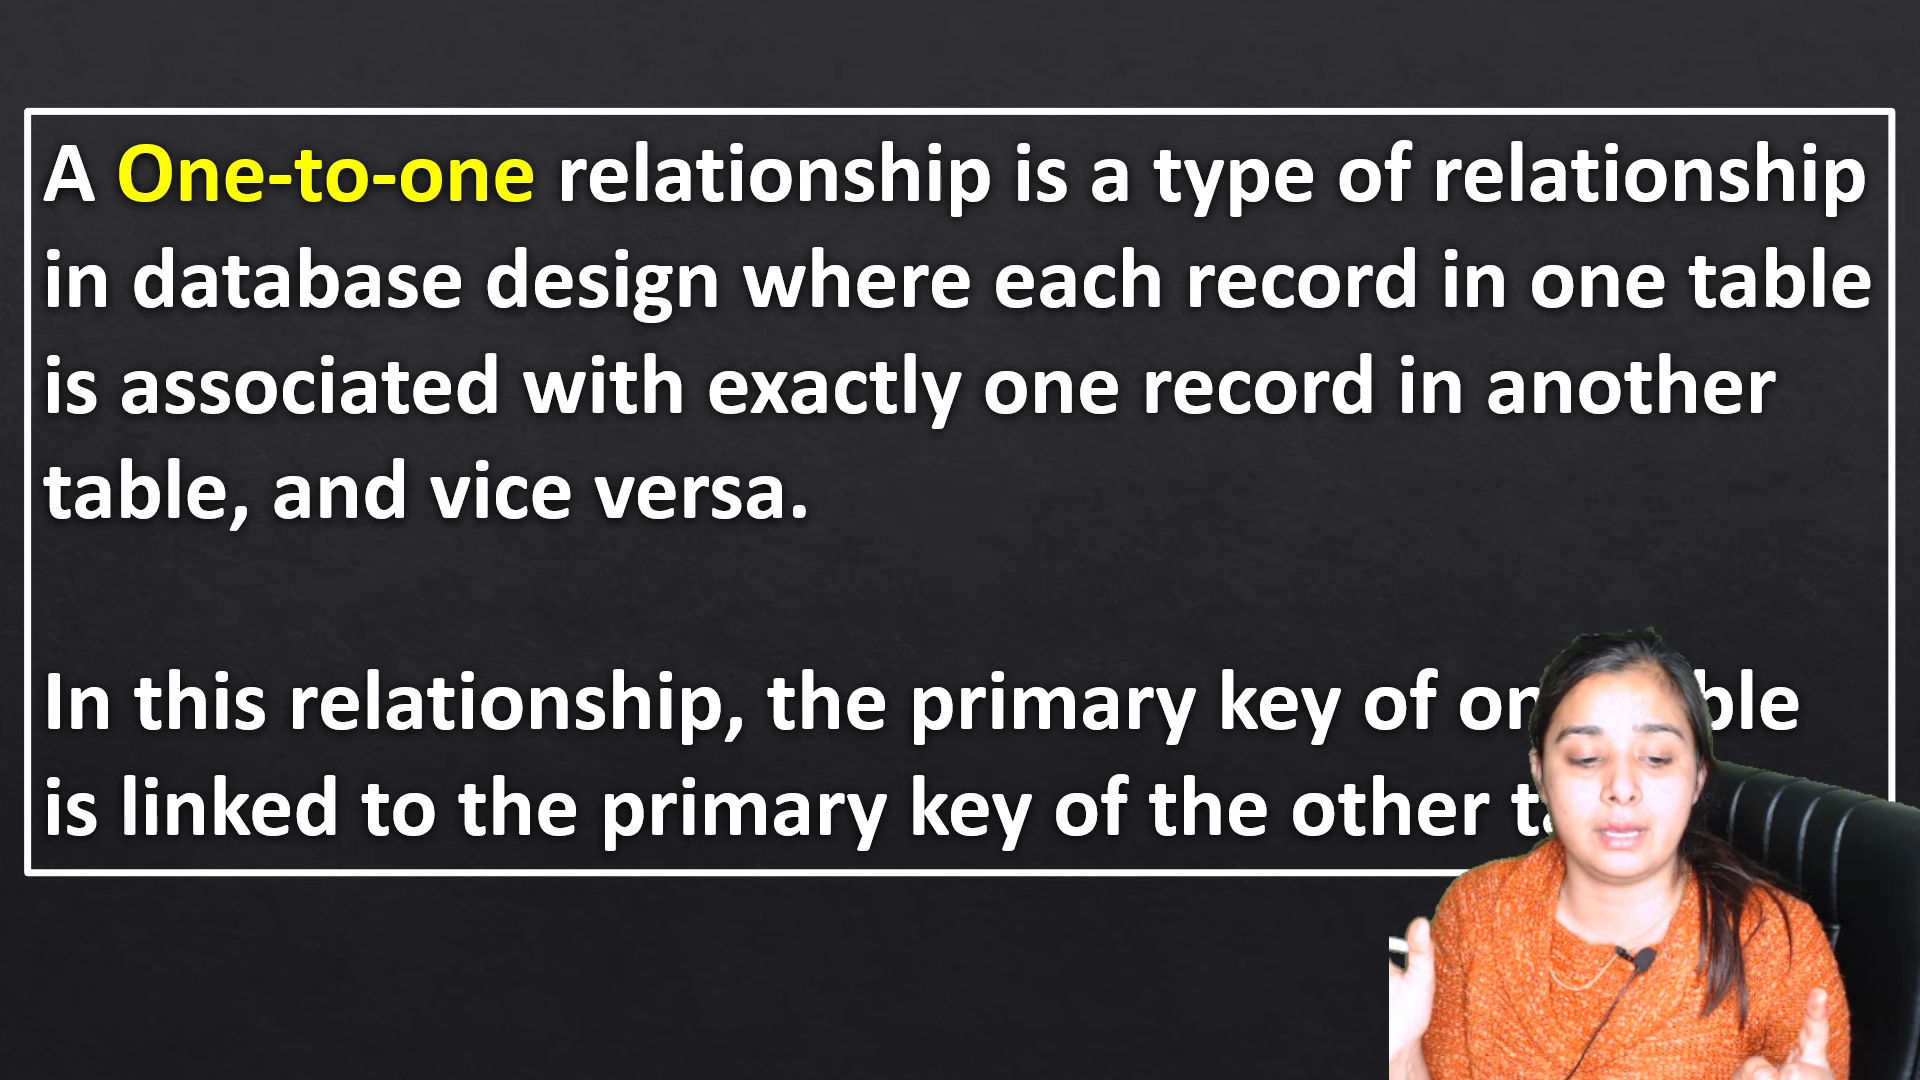 A One-to-one relationship is a type of relationship
in database design where each record in one table
is associated with exactly one record in another
table, and vice versa.
In this relationship, the primary key of
is linked to the primary key of the other